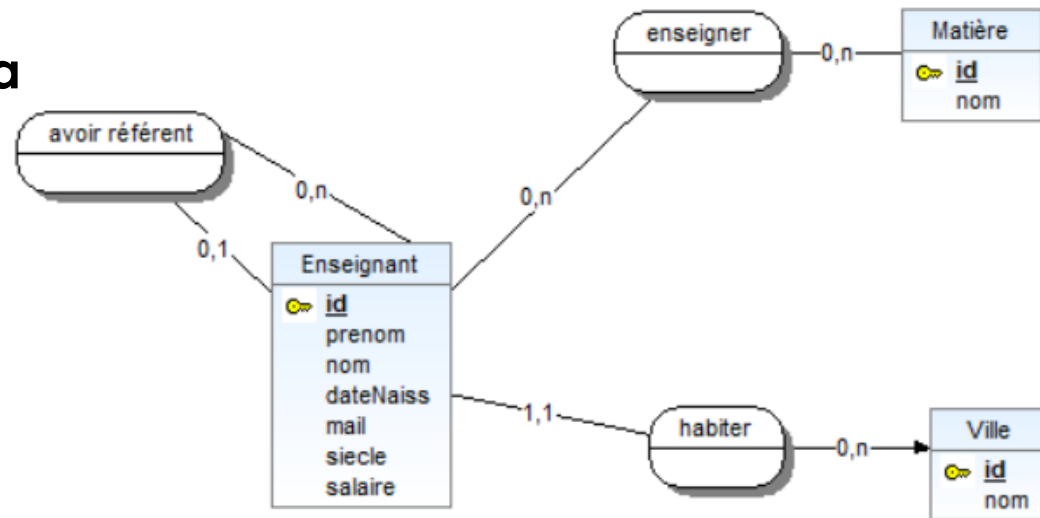 a
avoir référent
0,n
0,1
enseigner
0,n
Matière
id
nom
0,n
Enseignant
id
prenom
nom
dateNaiss
mail
siecle
salaire
1,1
habiter
0,n
Ville
id
nom